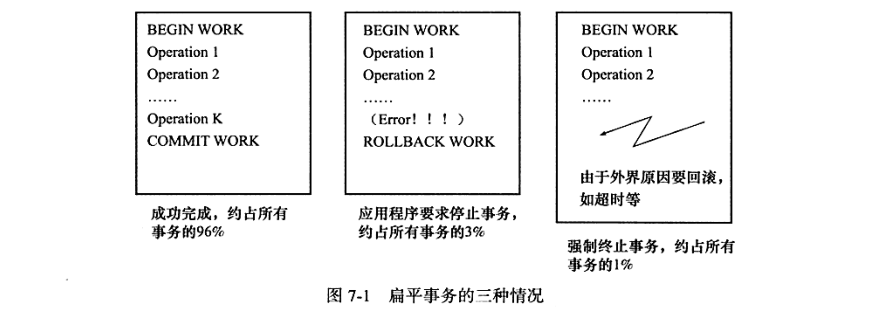 BEGIN WORK
Operation 1
Operation 2
……
Operation K
COMMIT WORK
成功完成，约占所有
事务的96%
BEGIN WORK
Operation 1
Operation 2
……
（Error！！！）
ROLLBACK WORK
应用程序要求停止事务，
约占所有事务的3%
BEGIN WORK
Operation 1
Operation 2
……
由于外界原因要回滚，
如超时等
强制终止事务，约占所有
事务的1%
图 7-1 扁平事务的三种情况